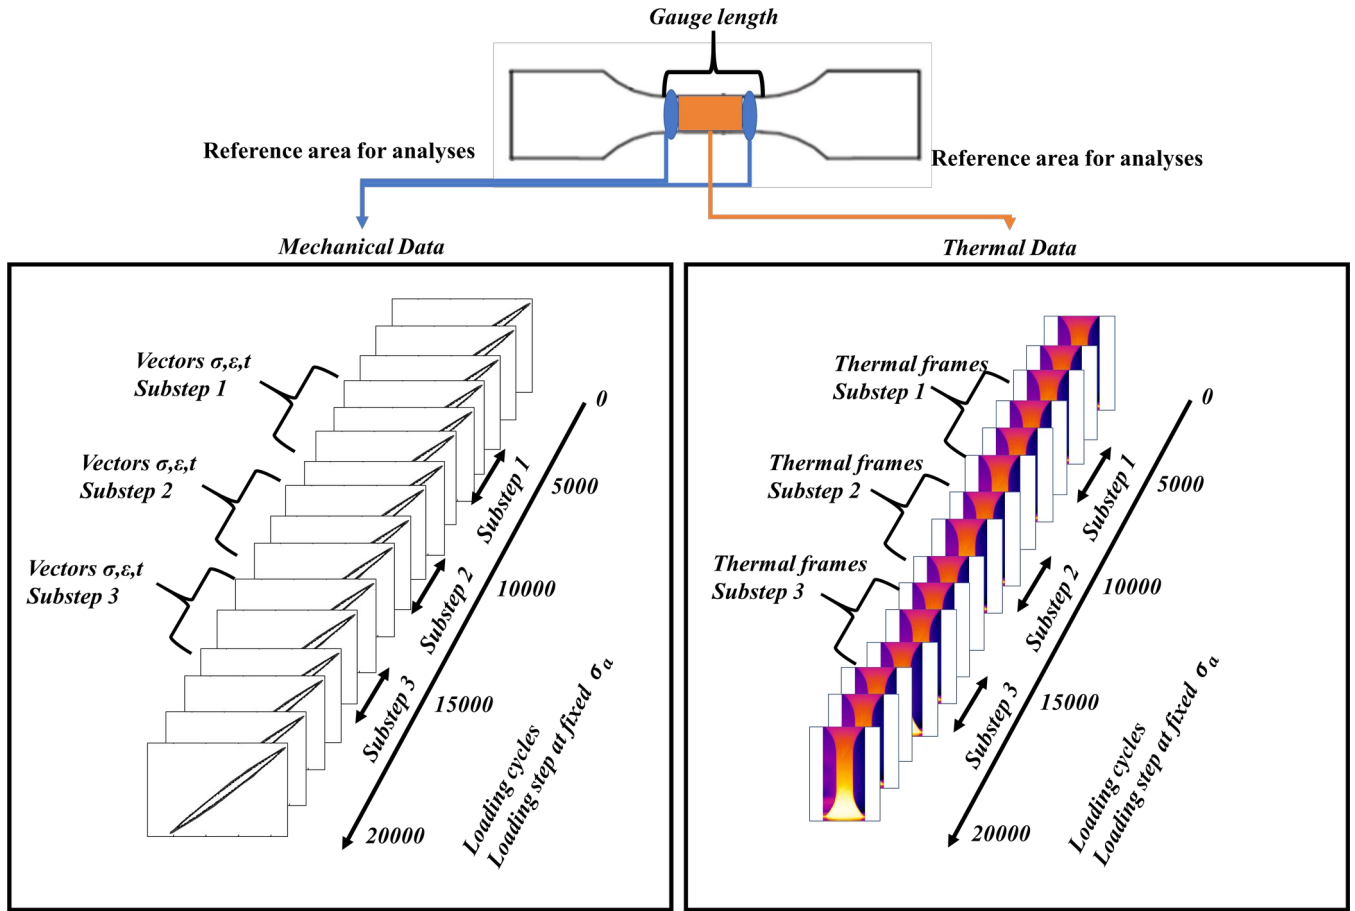 Gauge length
Reference area for analyses
Reference area for analyses
Mechanical Data
Vectors σ,ε,t
Substep 1
Vectors σ,ε,t
Substep 2
Vectors σ,ε,t
Substep 3
0
5000
10000
15000
20000
Substep 1
Substep 2
Substep 3
Loading cycles
Loading step at fixed σa
Thermal Data
Thermal frames
Substep 1
Thermal frames
Substep 2
Thermal frames
Substep 3
0
5000
10000
15000
20000
Substep 1
Substep 2
Substep 3
Loading cycles
Loading step at fixed σa